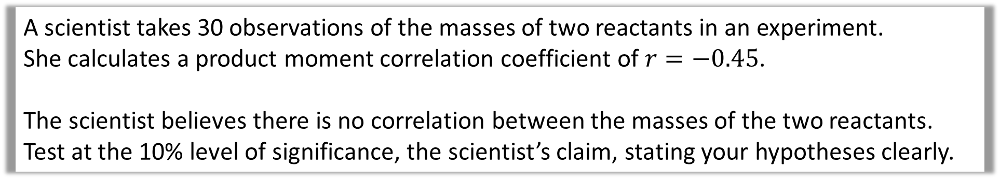 A scientist takes 30 observations of the masses of two reactants in an experiment.
She calculates a product moment correlation coefficient of r = −0.45.
The scientist believes there is no correlation between the masses of the two reactants.
Test at the 10% level of significance, the scientist’s claim, stating your hypotheses clearly.